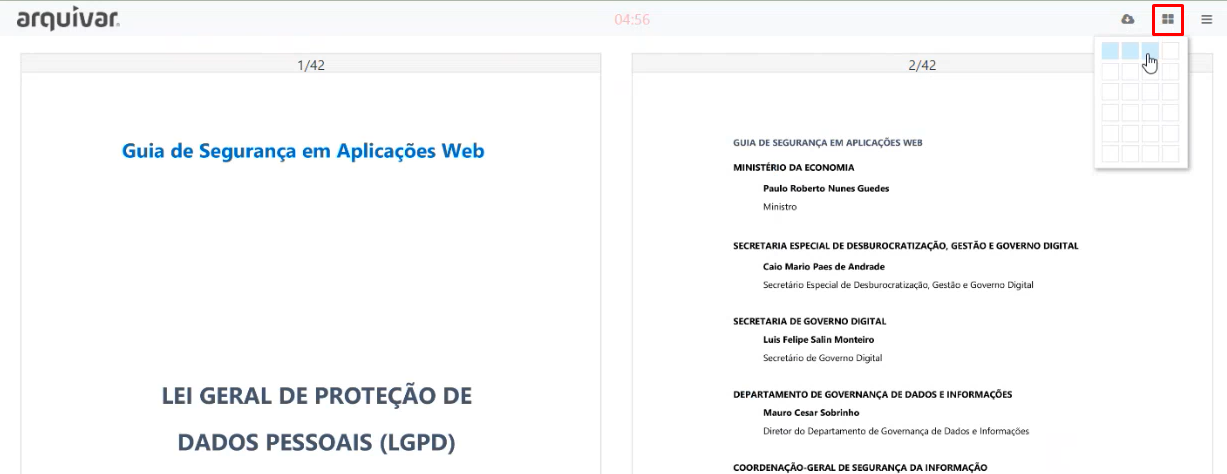 arquivar.
04:56
1/42
Guia de Segurança em Aplicações Web
LEI GERAL DE PROTEÇÃO DE
DADOS PESSOAIS (LGPD)
2/42
GUIA DE SEGURANÇA EM APLICAÇÕES WEB
MINISTÉRIO DA ECONOMIA
Paulo Roberto Nunes Guedes
Ministro
SECRETARIA ESPECIAL DE DESBUROCRATIZAÇÃO, GESTÃO E GOVERNO DIGITAL
Caio Mario Paes de Andrade
Secretário Especial de Desburocratização, Gestão e Governo Digital
SECRETARIA DE GOVERNO DIGITAL
Luis Felipe Salin Monteiro
Secretário de Governo Digital
DEPARTAMENTO DE GOVERNANÇA DE DADOS E INFORMAÇÕES
Mauro Cesar Sobrinho
Diretor do Departamento de Governança de Dados e Informações
COORDENAÇÃO-GERAL DE SEGURANÇA DA INFORMAÇÃO